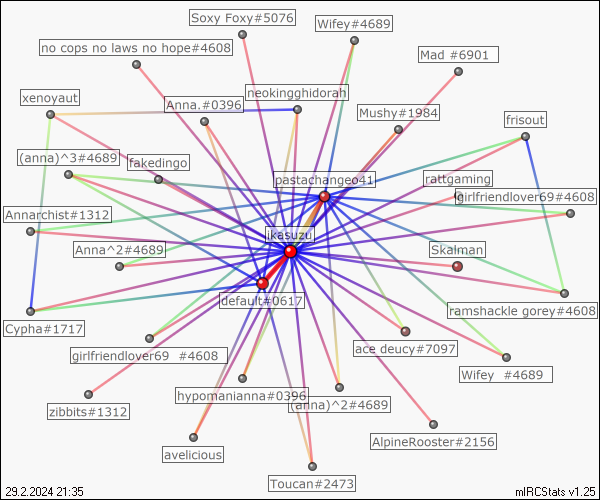 Soxy Foxy#5076
Wifey#4689
no cops no laws no hope#4608
Mad #6901
neokingghidorah
xenoyaut
Anna.#0396
Mushy#1984
frisout
(anna)^3#4689
fakedingo
pastachangeo41
rattgaming
girlfriendlover69#4608
Annarchist#1312
ikasuzu
Anna^2#4689
Skalman
default#0617
ramshackle gorey#4608
Cypha#1717
girlfriendlover69 #4608
ace deucy#7097
Wifey #4689
hypomanianna#0396
(anna)^2#4689
zibbits#1312
AlpineRooster#2156
avelicious
Toucan#2473
29.2.2024 21:35
mIRCStats v1.25